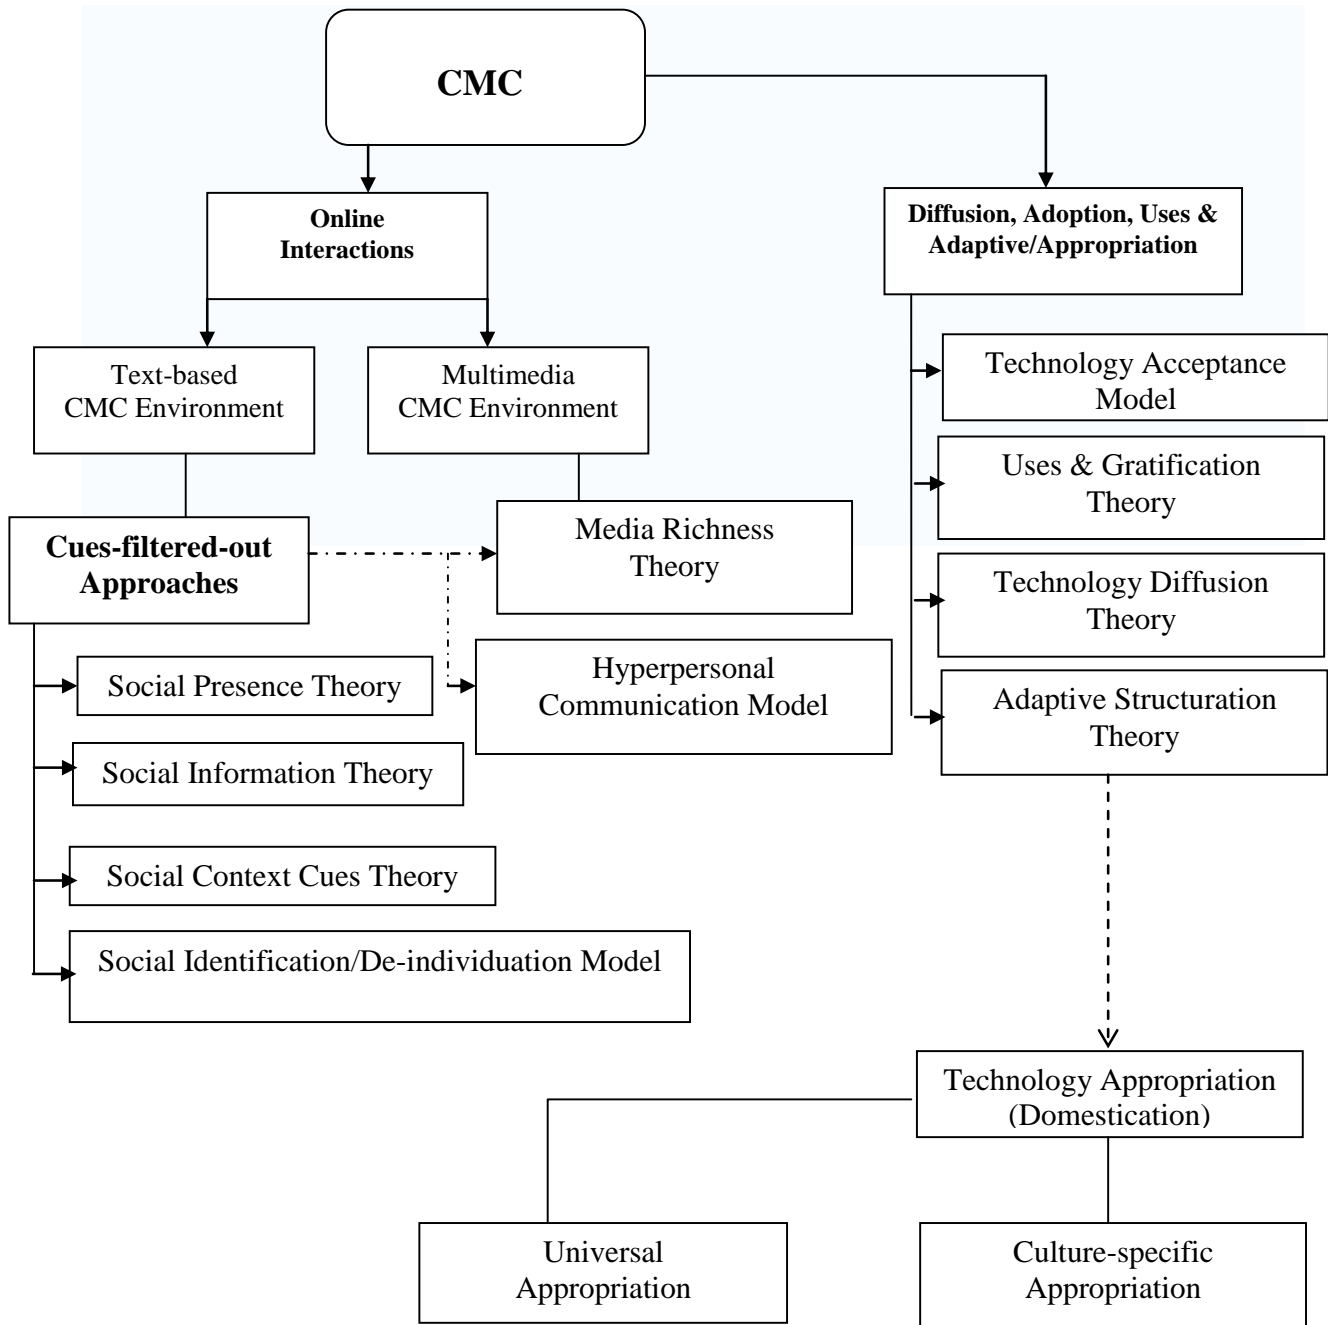 CMC
Online
Interactions
Diffusion, Adoption, Uses &
Adaptive/Appropriation
Text-based
CMC Environment
Multimedia
CMC Environment
Technology Acceptance
Model
Uses & Gratification
Theory
Cues-filtered-out
Approaches
Media Richness
Theory
Technology Diffusion
Theory
Social Presence Theory
Hyperpersonal
Communication Model
Adaptive Structuration
Theory
Social Information Theory
Social Context Cues Theory
Social Identification/De-individuation Model
Technology Appropriation
(Domestication)
Universal
Appropriation
Culture-specific
Appropriation